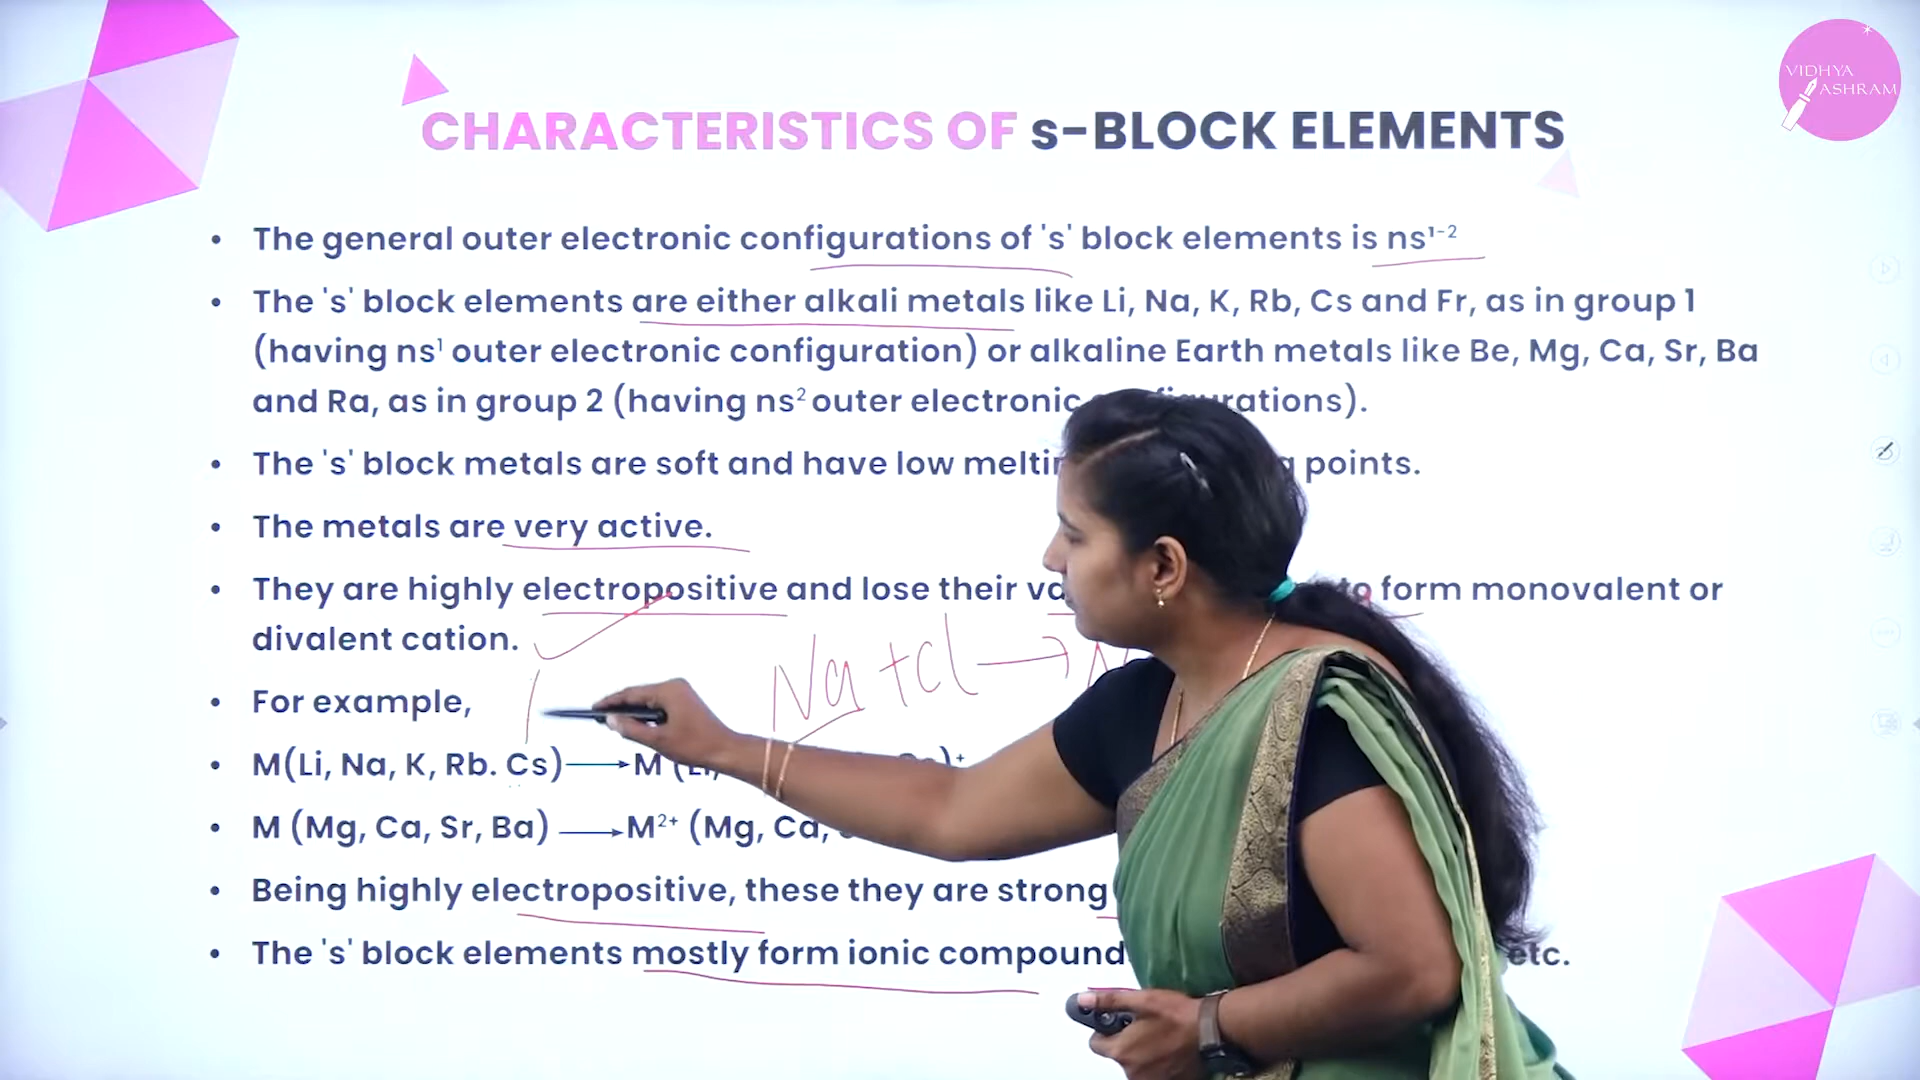 VIDHYA
ASHRAM
CHARACTERISTICS OF s-BLOCK ELEMENTS
• The general outer electronic configurations of 's' block elements is ns¹⁻²
• The 's' block elements are either alkali metals like Li, Na, K, Rb, Cs and Fr, as in group 1
(having ns¹ outer electronic configuration) or alkaline Earth metals like Be, Mg, Ca, Sr, Ba
and Ra, as in group 2 (having ns² outer electronic
• The 's' block metals are soft and have low points.
• The metals are very active.
• They are highly electropositive and lose their to form monovalent or
divalent cation.
Na + Cl →
• For example,
• M(Li, Na, K, Rb. Cs) → M
• M (Mg, Ca, Sr, Ba) → M²⁺ (Mg, Ca,
• Being highly electropositive, these they are strong
• The 's' block elements mostly form ionic etc.